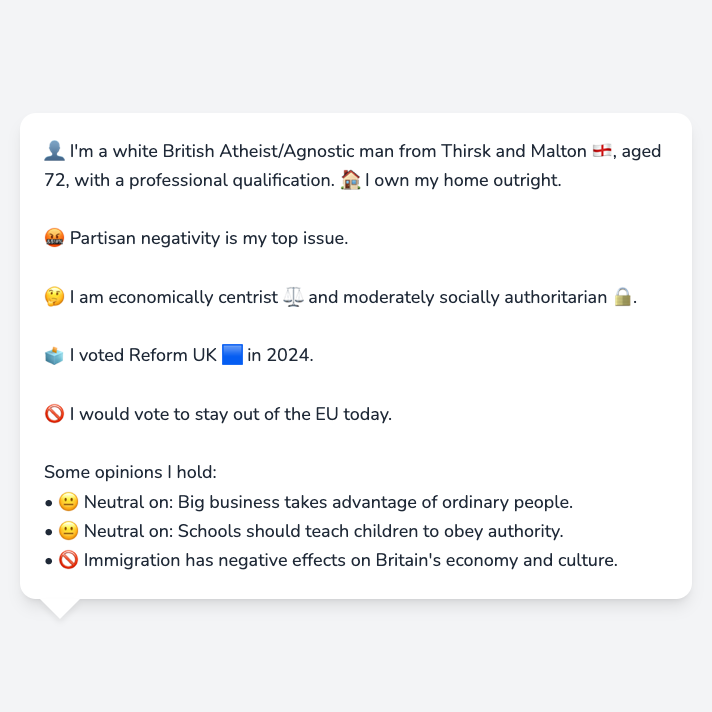 👤 I'm a white British Atheist/Agnostic man from Thirsk and Malton 🏴󠁧󠁢󠁥󠁮󠁧󠁿, aged
72, with a professional qualification. 🏠 I own my home outright.
🤬 Partisan negativity is my top issue.
🤔 I am economically centrist ⚖️ and moderately socially authoritarian 🔒.
🗳️ I voted Reform UK 🟦 in 2024.
🚫 I would vote to stay out of the EU today.
Some opinions I hold:
• 😐 Neutral on: Big business takes advantage of ordinary people.
• 😐 Neutral on: Schools should teach children to obey authority.
• 🚫 Immigration has negative effects on Britain's economy and culture.